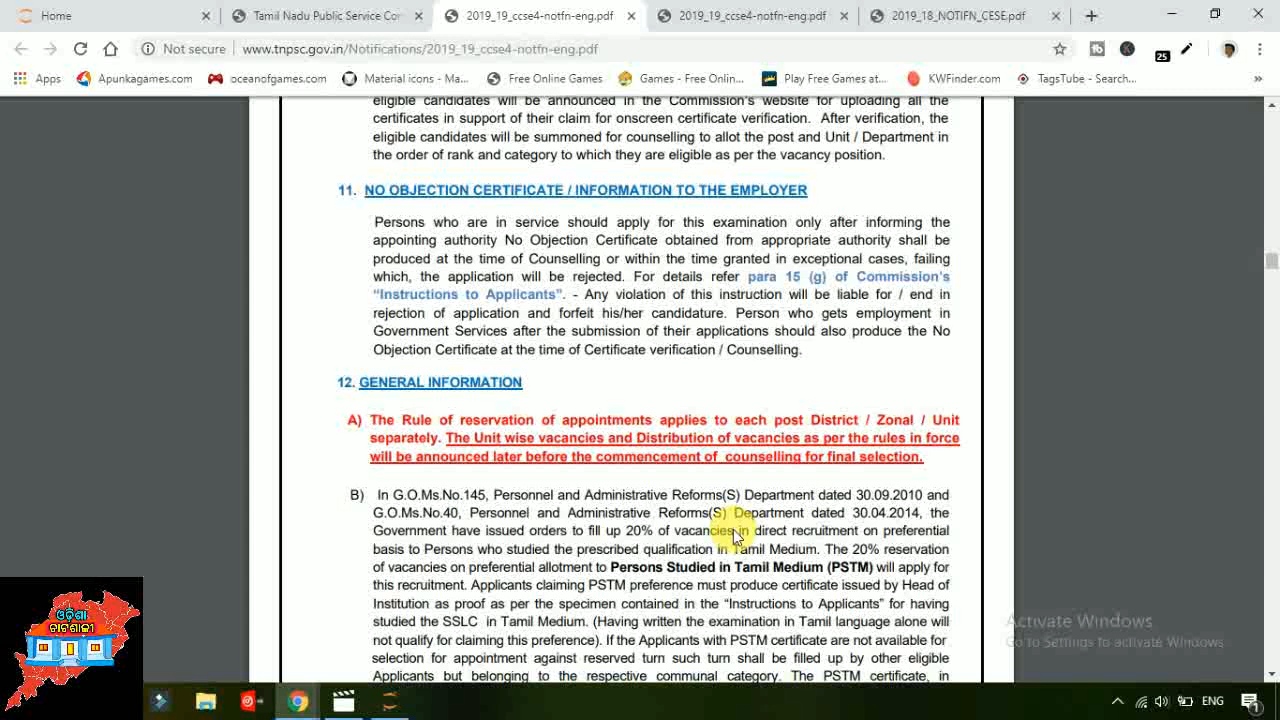 Home
Tamil Nadu Public Service Co
2019_19_ccse4-notfn-eng.pdf
2019_19_ccse4-notfn-eng.pdf
2019_18_NOTIFN_CESE.pdf
Not secure
www.tnpsc.gov.in/Notifications/2019_19_ccse4-notfn-eng.pdf
25
Apps
Apunkagames.com
oceanofgames.com
Material icons - Ma...
Free Online Games
Games - Free Onlin...
Play Free Games at...
KWFinder.com
TagsTube - Search...
eligible candidates will be announced in the Commission's website for uploading all the
certificates in support of their claim for onscreen certificate verification. After verification, the
eligible candidates will be summoned for counselling to allot the post and Unit / Department in
the order of rank and category to which they are eligible as per the vacancy position.
11. NO OBJECTION CERTIFICATE / INFORMATION TO THE EMPLOYER
Persons who are in service should apply for this examination only after informing the
appointing authority No Objection Certificate obtained from appropriate authority shall be
produced at the time of Counselling or within the time granted in exceptional cases, failing
which, the application will be rejected. For details refer para 15 (g) of Commission's
“Instructions to Applicants”. - Any violation of this instruction will be liable for / end in
rejection of application and forfeit his/her candidature. Person who gets employment in
Government Services after the submission of their applications should also produce the No
Objection Certificate at the time of Certificate verification / Counselling.
12. GENERAL INFORMATION
A) The Rule of reservation of appointments applies to each post District / Zonal / Unit
separately. The Unit wise vacancies and Distribution of vacancies as per the rules in force
will be announced later before the commencement of counselling for final selection.
B) In G.O.Ms.No.145, Personnel and Administrative Reforms(S) Department dated 30.09.2010 and
G.O.Ms.No.40, Personnel and Administrative Reforms(S) Department dated 30.04.2014, the
Government have issued orders to fill up 20% of vacancies in direct recruitment on preferential
basis to Persons who studied the prescribed qualification in Tamil Medium. The 20% reservation
of vacancies on preferential allotment to Persons Studied in Tamil Medium (PSTM) will apply for
this recruitment. Applicants claiming PSTM preference must produce certificate issued by Head of
Institution as proof as per the specimen contained in the “Instructions to Applicants” for having
studied the SSLC in Tamil Medium. (Having written the examination in Tamil language alone will
not qualify for claiming this preference). If the Applicants with PSTM certificate are not available for
selection for appointment against reserved turn such turn shall be filled up by other eligible
Applicants but belonging to the respective communal category. The PSTM certificate, in
Activate Windows
Go to Settings to activate Windows.
ଓଡ଼ିଶା
ଚାଟଶାଳୀ
ENG
1